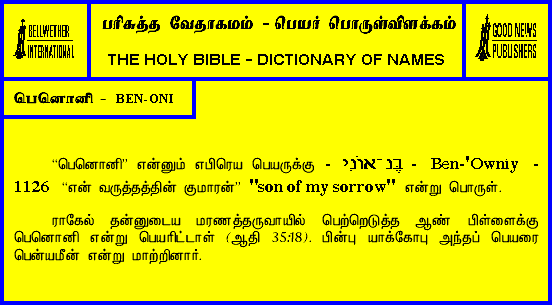 BELLWETHER
INTERNATIONAL
பரிசுத்த வேதாகமம் - பெயர் பொருள்விளக்கம்
THE HOLY BIBLE - DICTIONARY OF NAMES
GOOD NEWS
PUBLISHERS
பெனொனி - BEN-ONI
“பெனொனி” என்னும் எபிரெய பெயருக்கு - בֶּנ־אוֹנִי - Ben-'Owniy -
1126 “என் வருத்தத்தின் குமாரன்” "son of my sorrow" என்று பொருள்.
ராகேல் தன்னுடைய மரணத்தருவாயில் பெற்றெடுத்த ஆண் பிள்ளைக்கு
பெனொனி என்று பெயரிட்டாள் (ஆதி 35:18). பின்பு யாக்கோபு அந்தப் பெயரை
பென்யமீன் என்று மாற்றினார்.